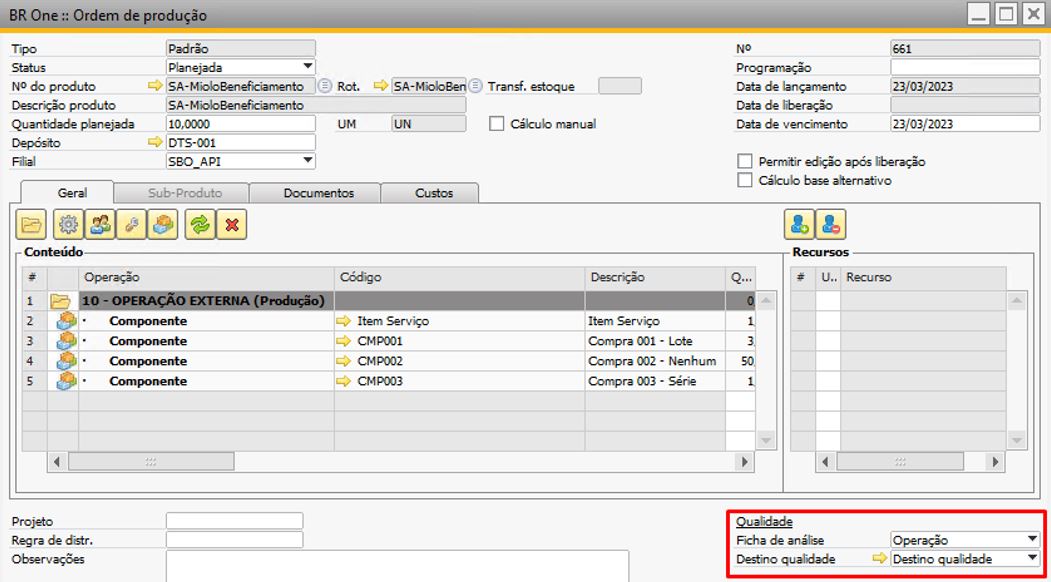 BR One :: Ordem de produção
Tipo Padrão Nº 661
Status Planejada Programação
Nº do produto SA-MioloBeneficiamento Rot. SA-MioloBen Transf. estoque Data de lançamento 23/03/2023
Descrição produto SA-MioloBeneficiamento Data de liberação
Quantidade planejada 10,0000 UM UN Cálculo manual Data de vencimento 23/03/2023
Depósito DTS-001
Filial SBO_API Permitir edição após liberação
Cálculo base alternativo
Geral Sub-Produto Documentos Custos
Conteúdo Recursos
# Operação Código Descrição Q... # U.. Recurso
1 10 - OPERAÇÃO EXTERNA (Produção) 0
2 Componente Item Serviço Item Serviço 1,
3 Componente CMP001 Compra 001 - Lote 3,
4 Componente CMP002 Compra 002 - Nenhum 50,
5 Componente CMP003 Compra 003 - Série 1,
Projeto Qualidade
Regra de distr. Ficha de análise Operação
Observações Destino qualidade Destino qualidade